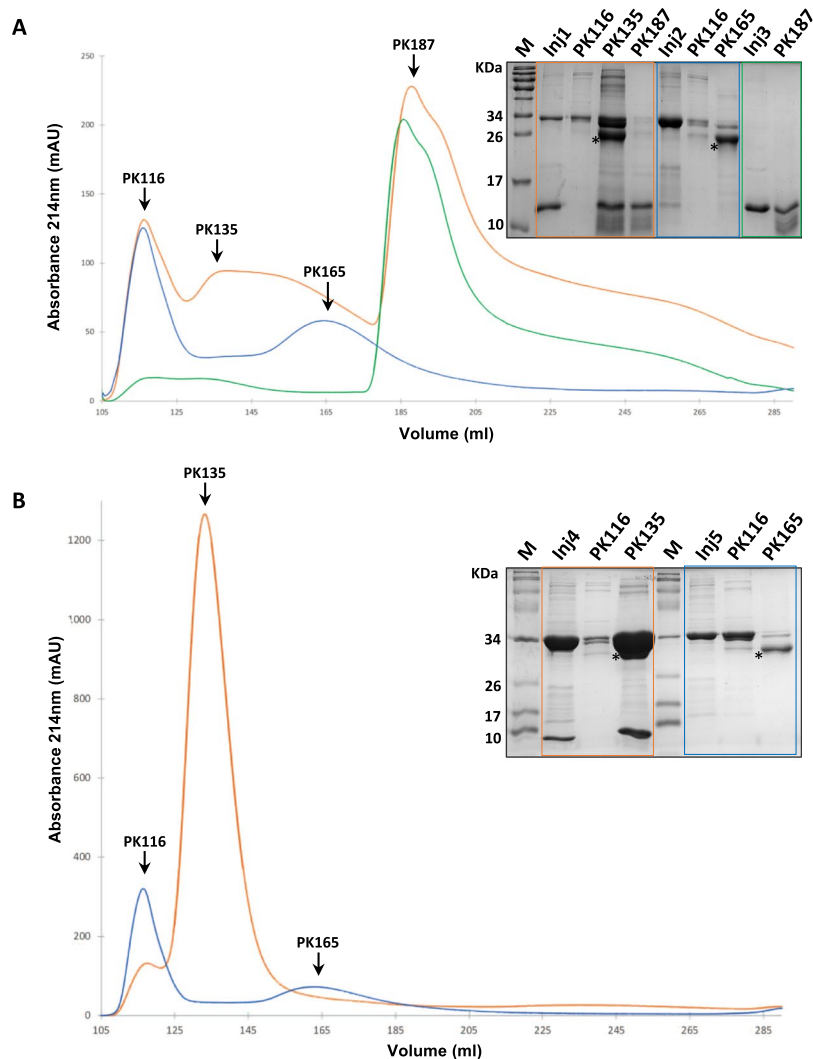 A
M
Inj1
PK116
PK135
PK187
Inj2
PK116
PK165
Inj3
PK187
KDa
34
26
17
10
*
*
250
200
150
100
50
0
Absorbance 214nm (mAU)
PK116
PK135
PK165
PK187
105 125 145 165 185 205 225 245 265 285
Volume (ml)
B
M
Inj4
PK116
PK135
M
Inj5
PK116
PK165
KDa
34
26
17
10
*
*
1200
1000
800
600
400
200
0
Absorbance 214nm (mAU)
PK135
PK116
PK165
105 125 145 165 185 205 225 245 265 285
Volume (ml)